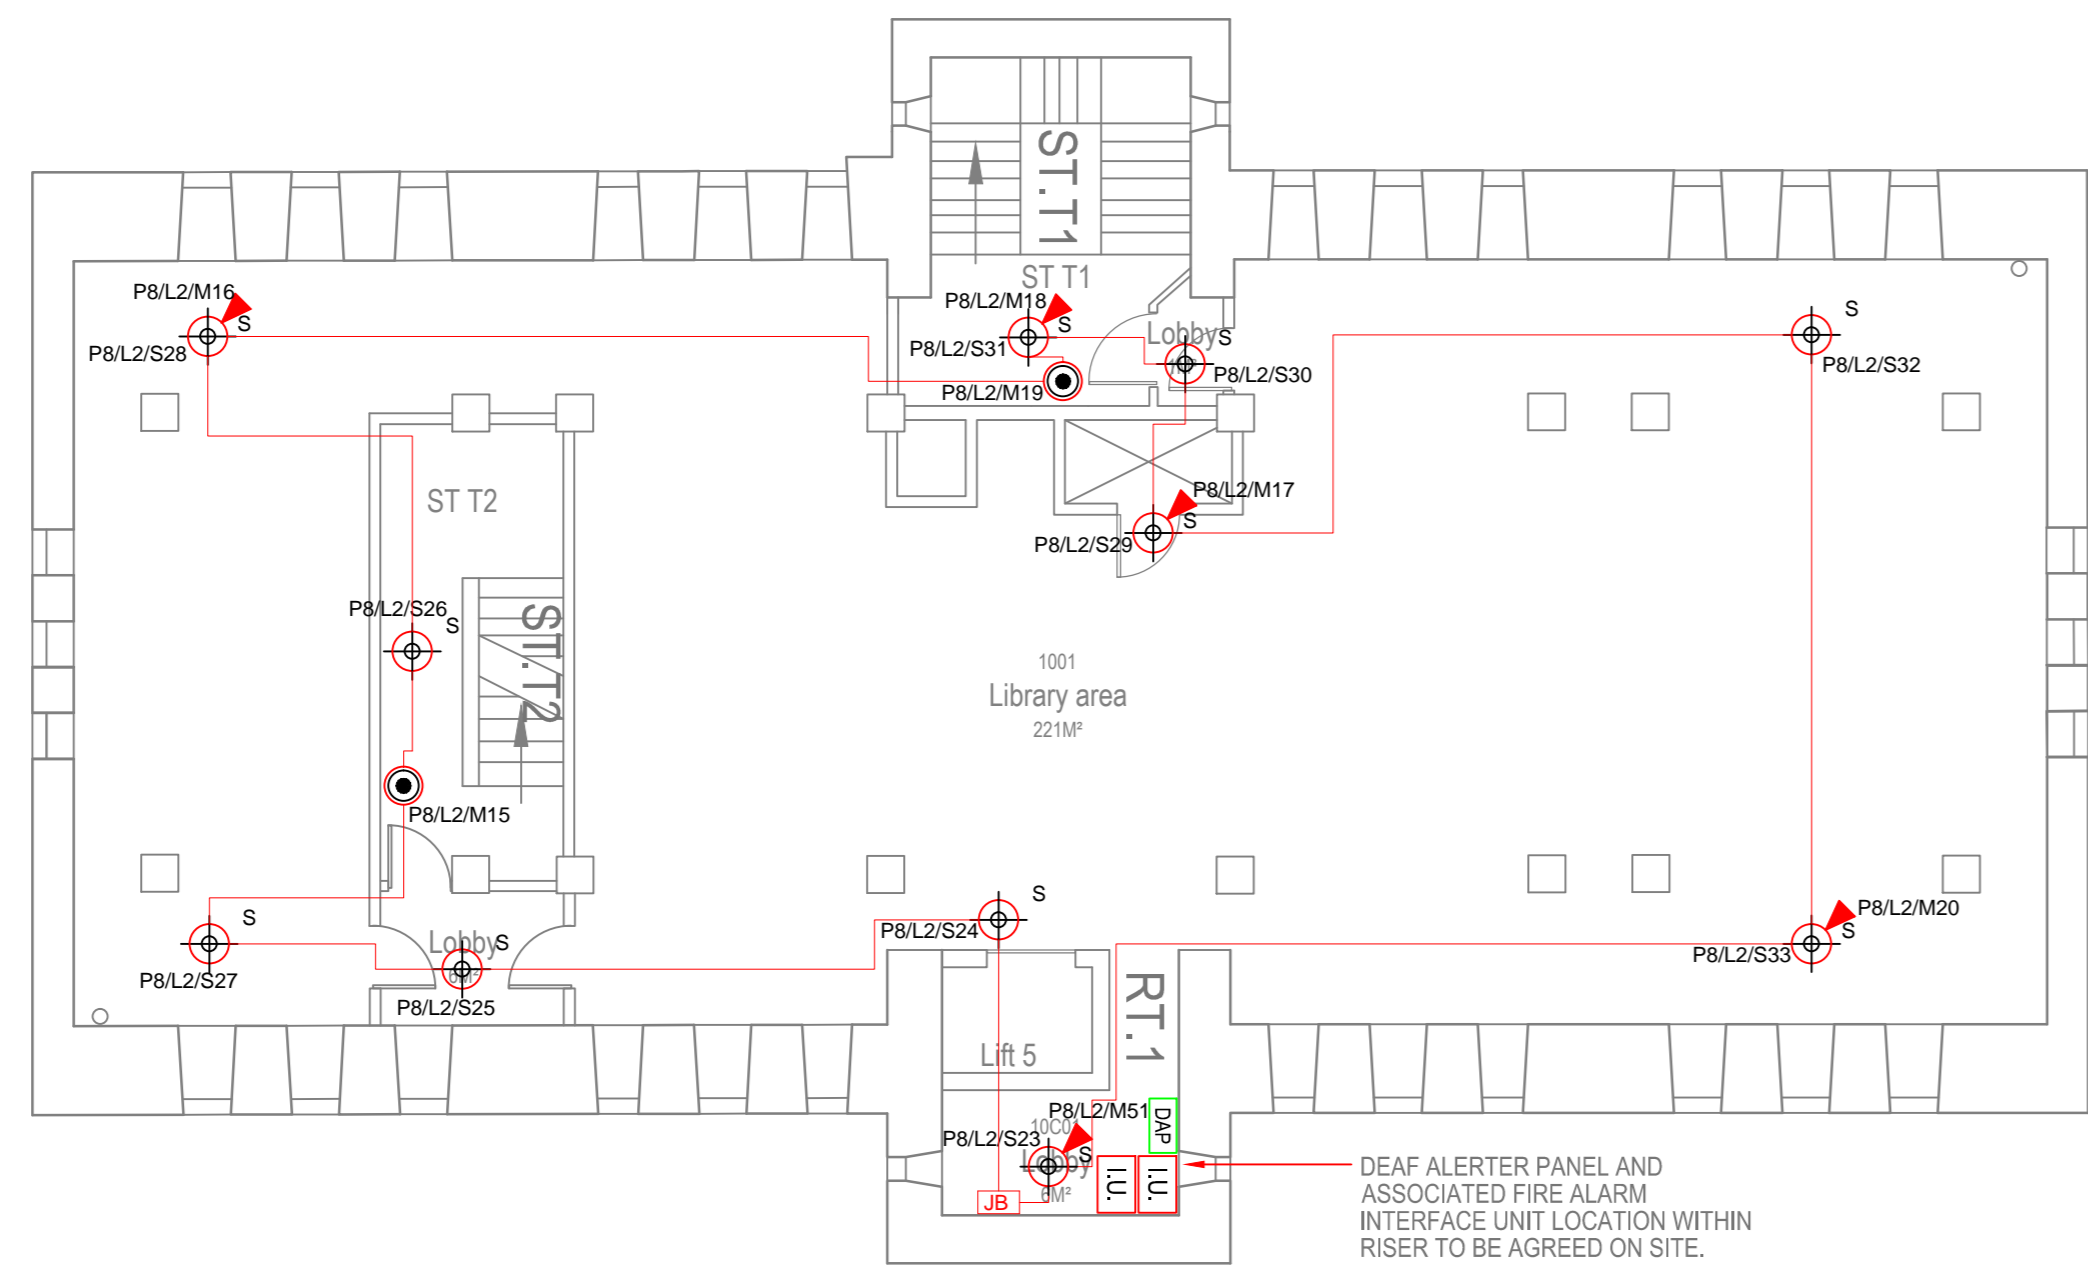 ST.T1
ST T1
P8/L2/M16
S
P8/L2/S28
P8/L2/M18
S
P8/L2/S31
P8/L2/M19
Lobby
S
P8/L2/S30
S
P8/L2/S32
ST T2
P8/L2/M17
S
P8/L2/S29
P8/L2/S26
S
ST.T2
1001
Library area
221M²
P8/L2/M15
S
P8/L2/S27
Lobby
S
6M²
P8/L2/S25
S
P8/L2/S24
P8/L2/M20
S
P8/L2/S33
RT.1
Lift 5
P8/L2/M51
10C01
P8/L2/S23
S
Lobby
6M²
JB
DAP
I.U.
I.U.
DEAF ALERTER PANEL AND
ASSOCIATED FIRE ALARM
INTERFACE UNIT LOCATION WITHIN
RISER TO BE AGREED ON SITE.